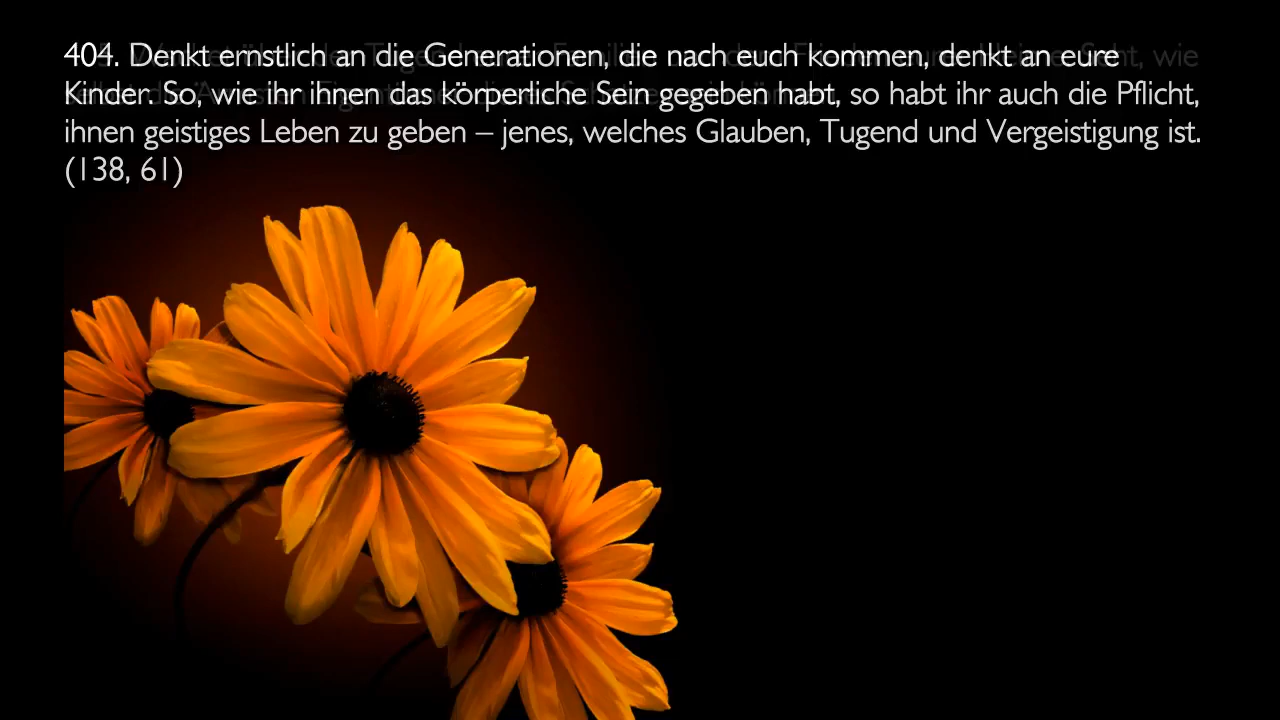 404. Denkt ernstlich an die Generationen, die nach euch kommen, denkt an eure
Kinder. So, wie ihr ihnen das körperliche Sein gegeben habt, so habt ihr auch die Pflicht,
ihnen geistiges Leben zu geben – jenes, welches Glauben, Tugend und Vergeistigung ist.
(138, 61)